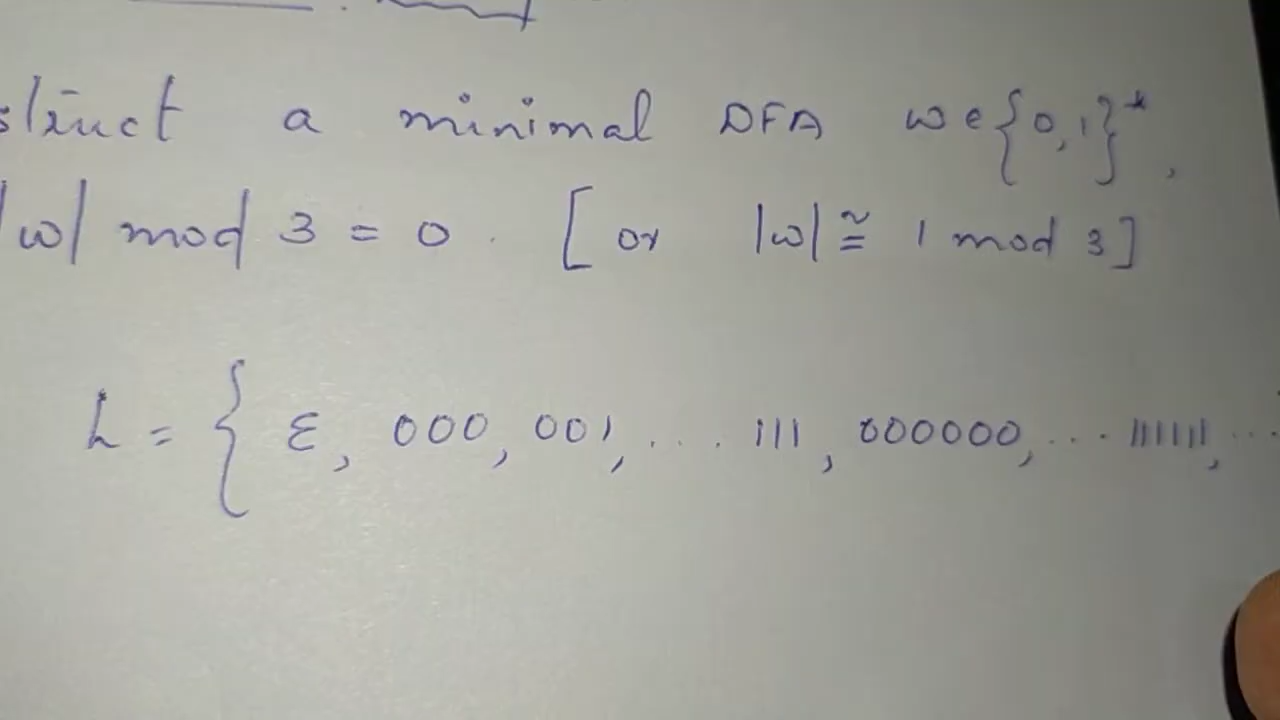 struct a minimal DFA w ∈ {0,1}*,
|w| mod 3 = 0. [or |w| ≅ 1 mod 3]
L = { ε, 000, 001, .... 111, 000000, ... 111111, ...